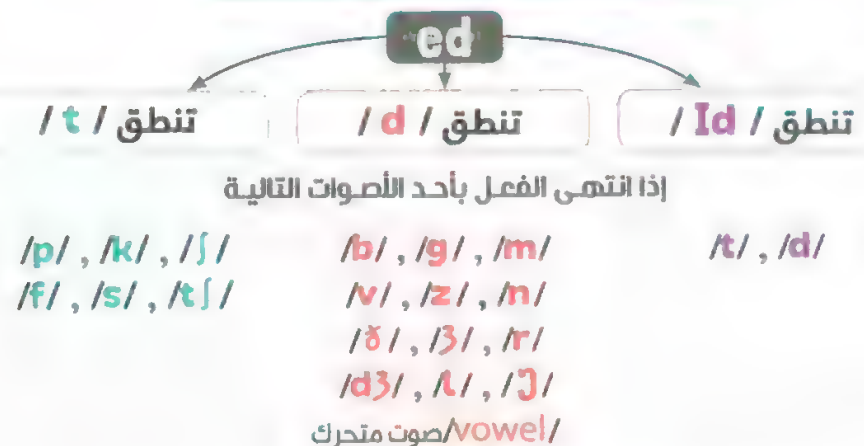 ed
تنطق / t /
تنطق / d /
تنطق / Id /
إذا انتهى الفعل بأحد الأصوات التالية
/p/ , /k/ , /ʃ/
/f/ , /s/ , /tʃ/
/b/ , /g/ , /m/
/v/ , /z/ , /n/
/ð/ , /ʒ/ , /r/
/dʒ/ , /l/ , /ŋ/
/vowel/صوت متحرك
/t/ , /d/